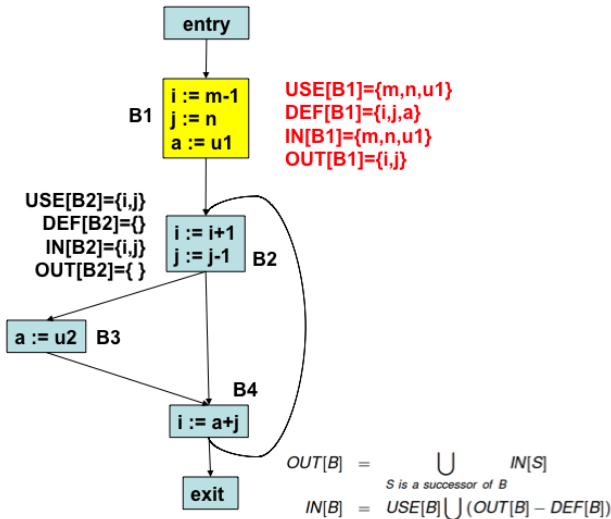 entry
B1
i := m-1
j := n
a := u1
USE[B1]={m,n,u1}
DEF[B1]={i,j,a}
IN[B1]={m,n,u1}
OUT[B1]={i,j}
USE[B2]={i,j}
DEF[B2]={}
IN[B2]={i,j}
OUT[B2]={ }
i := i+1
j := j-1
B2
a := u2
B3
B4
i := a+j
exit
OUT[B] = ⋃ IN[S]
S is a successor of B
IN[B] = USE[B] ⋃ (OUT[B] − DEF[B])